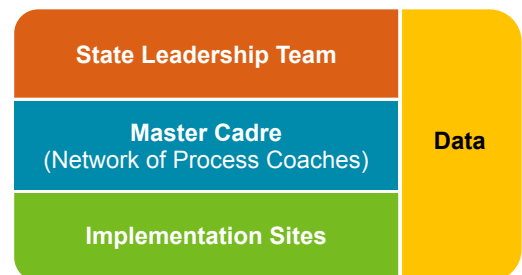 State Leadership Team
Master Cadre
(Network of Process Coaches)
Implementation Sites
Data